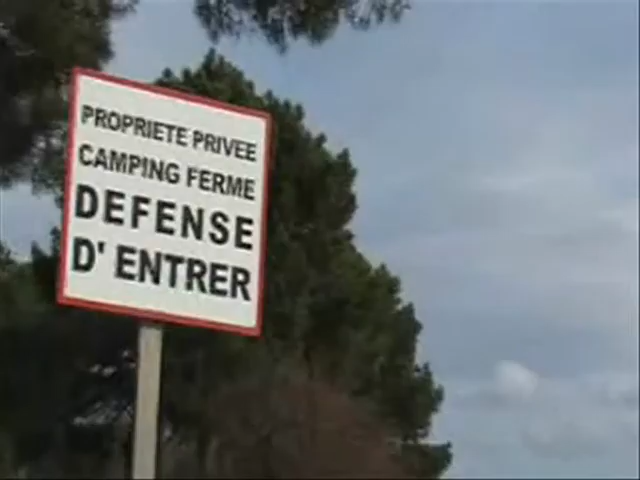 PROPRIETE PRIVEE
CAMPING FERME
DEFENSE
D' ENTRER